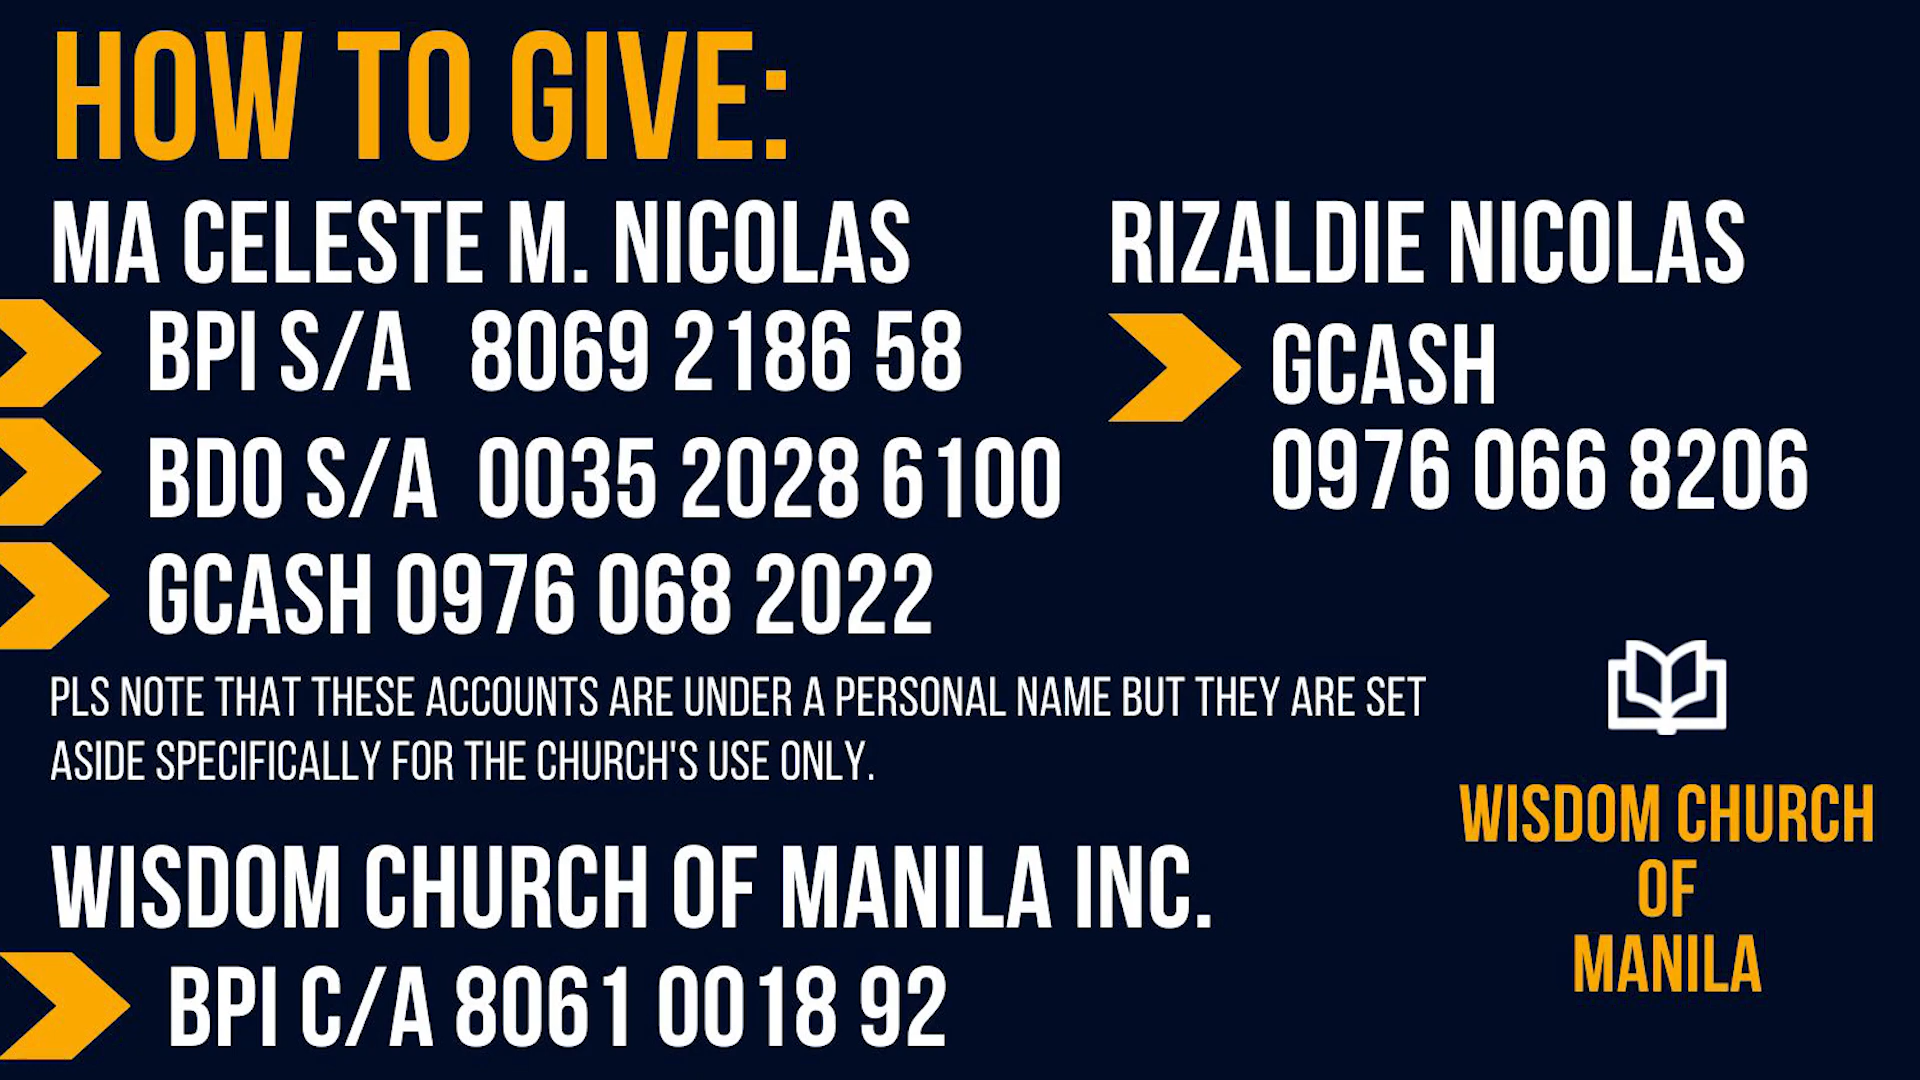 HOW TO GIVE:
MA CELESTE M. NICOLAS
BPI S/A 8069 2186 58
BDO S/A 0035 2028 6100
GCASH 0976 068 2022
RIZALDIE NICOLAS
GCASH
0976 066 8206
PLS NOTE THAT THESE ACCOUNTS ARE UNDER A PERSONAL NAME BUT THEY ARE SET
ASIDE SPECIFICALLY FOR THE CHURCH'S USE ONLY.
WISDOM CHURCH OF MANILA INC.
BPI C/A 8061 0018 92
WISDOM CHURCH
OF
MANILA